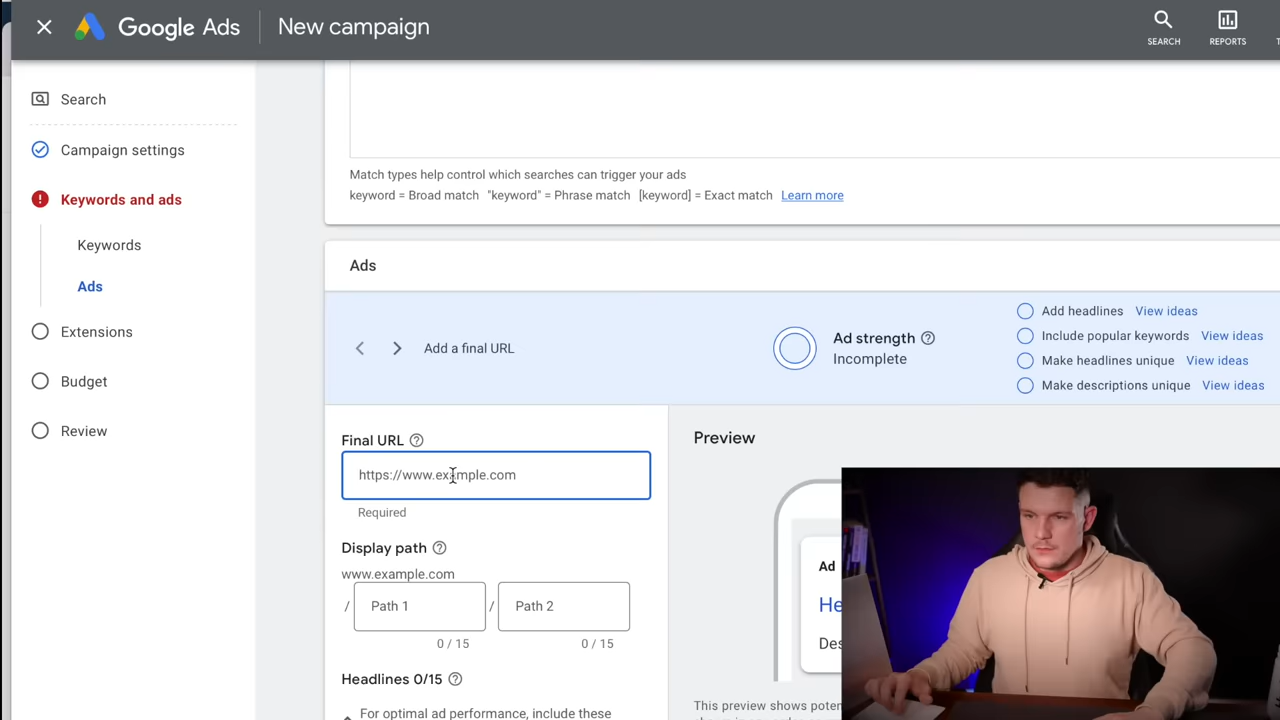 Google Ads
New campaign
SEARCH
REPORTS
Search
Campaign settings
Keywords and ads
Keywords
Ads
Extensions
Budget
Review
Match types help control which searches can trigger your ads
keyword = Broad match "keyword" = Phrase match [keyword] = Exact match Learn more
Ads
Add a final URL
Ad strength
Incomplete
Add headlines View ideas
Include popular keywords View ideas
Make headlines unique View ideas
Make descriptions unique View ideas
Final URL
https://www.example.com
Required
Display path
www.example.com
/ Path 1 / Path 2
0 / 15 0 / 15
Headlines 0/15
For optimal ad performance, include these
Preview
Ad
He
Des
This preview shows poten